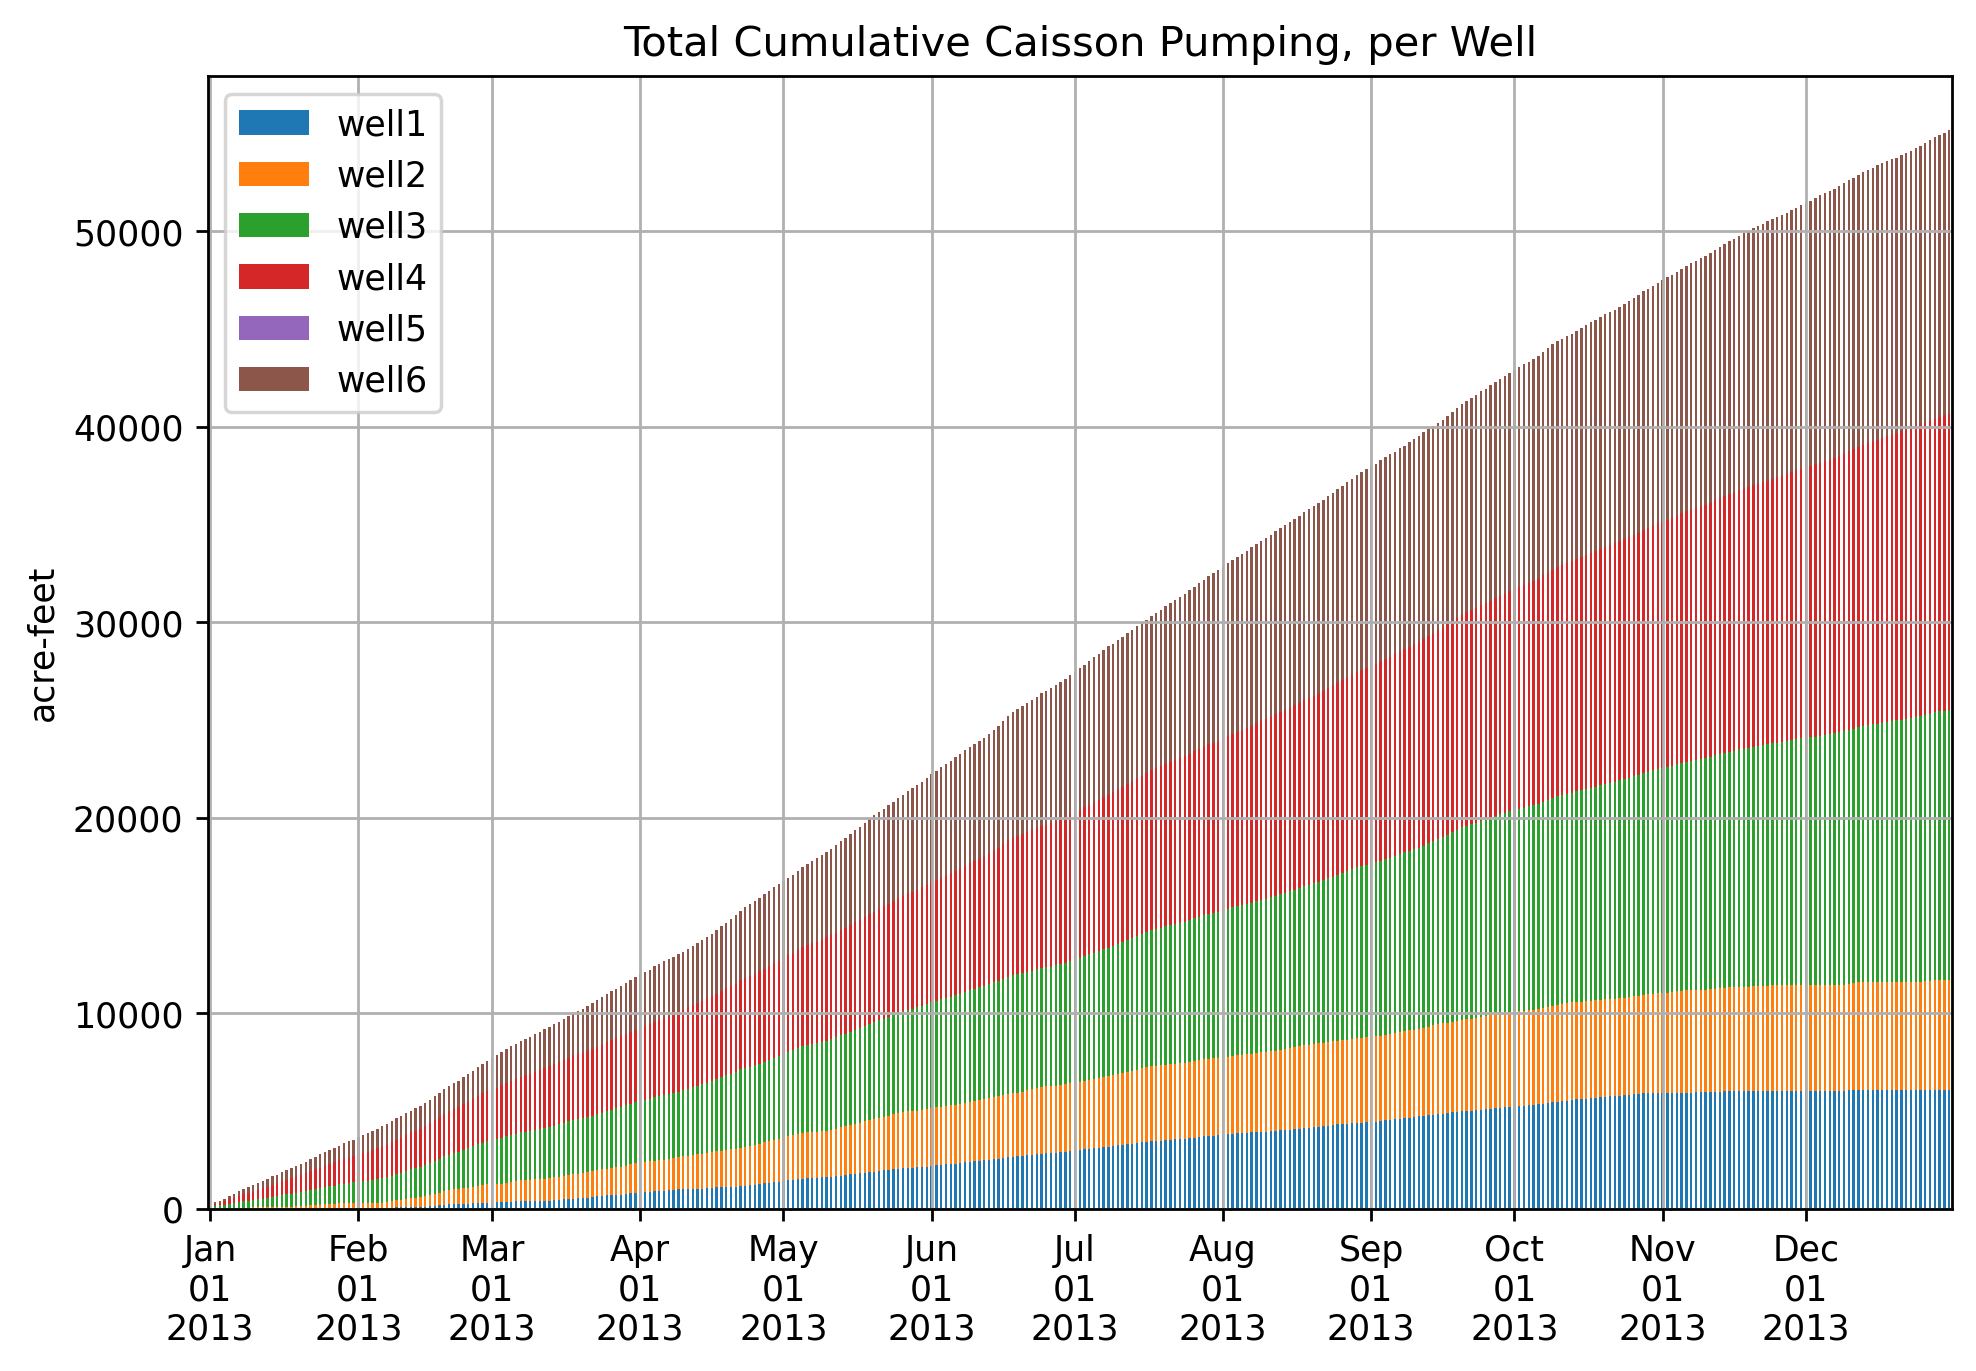 Total Cumulative Caisson Pumping, per Well
well1
well2
well3
well4
well5
well6
acre-feet
50000
40000
30000
20000
10000
0
Jan Feb Mar Apr May Jun Jul Aug Sep Oct Nov Dec
01 01 01 01 01 01 01 01 01 01 01 01
2013 2013 2013 2013 2013 2013 2013 2013 2013 2013 2013 2013